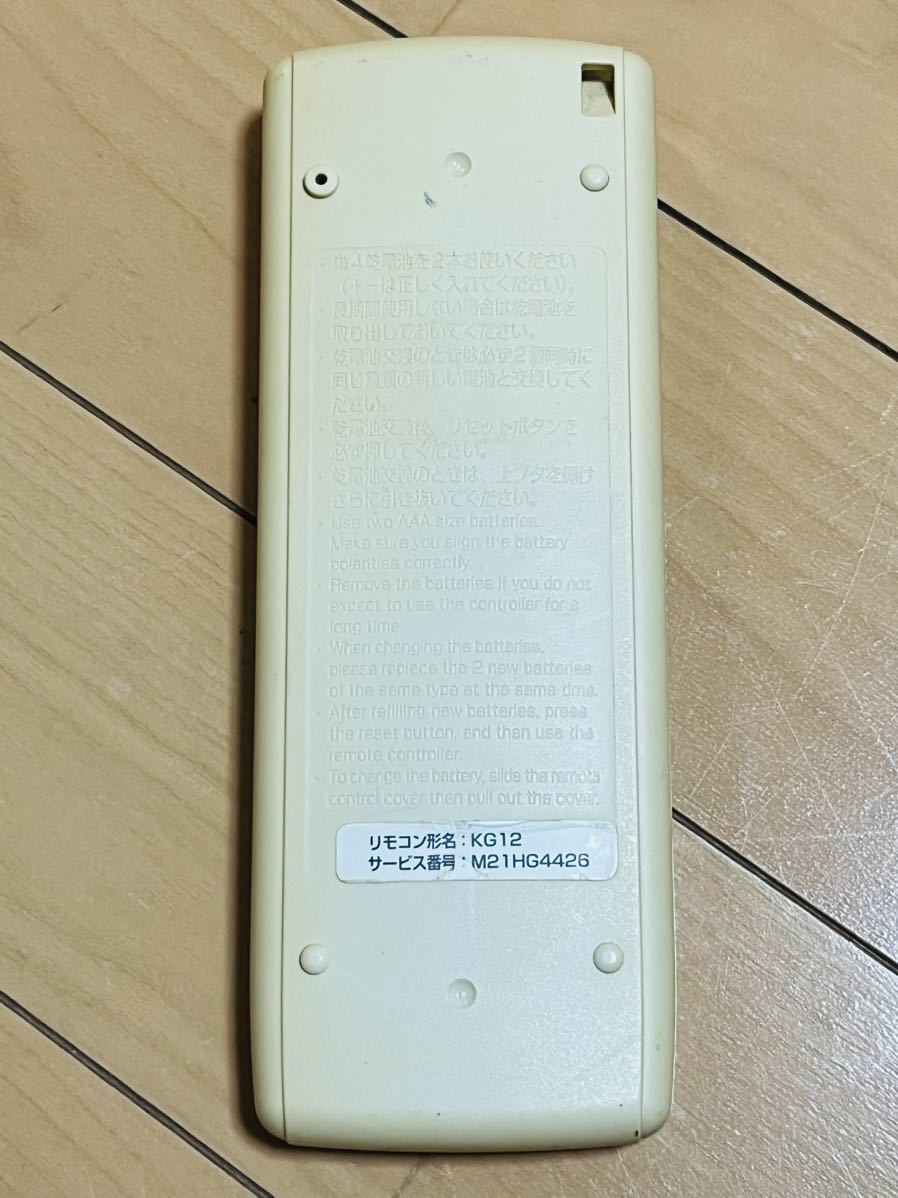 ・単4乾電池を2本お使いください
(+−は正しく入れてください)。
・長期間使用しない場合は乾電池を
取り出しておいてください。
・乾電池交換のときは必ず2個同時に
同じ種類の新しい電池と交換してく
ださい。
・乾電池交換後、リセットボタンを
必ず押してください。
・乾電池交換のときは、上ブタを開け
さらに引き抜いてください。
・Use two AAA size batteries.
Make sure you align the battery
polarities correctly.
・Remove the batteries if you do not
expect to use the controller for a
long time.
・When changing the batteries,
please replace the 2 new batteries
of the same type at the same time.
・After refilling new batteries, press
the reset button, and then use the
remote controller.
・To change the battery, slide the remote
control cover then pull out the cover.
リモコン形名:KG12
サービス番号:M21HG4426